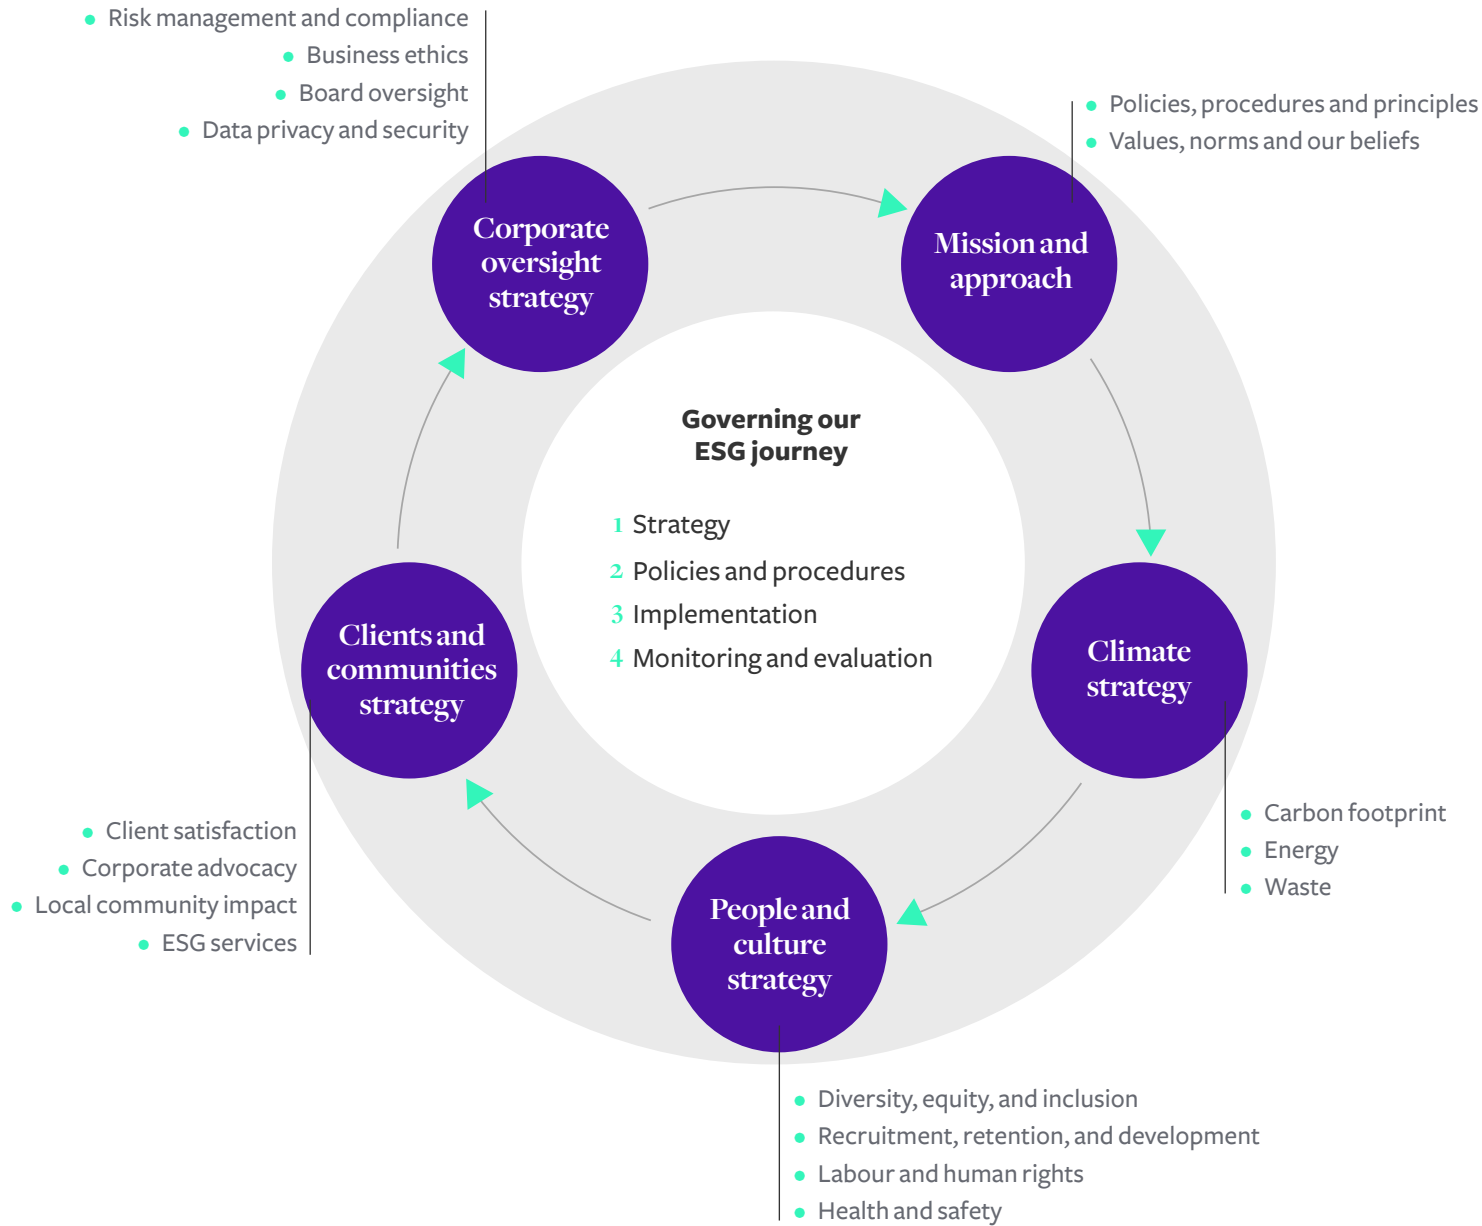 Risk management and compliance
Business ethics
Board oversight
Data privacy and security
Policies, procedures and principles
Values, norms and our beliefs
Corporate
oversight
strategy
Mission and
approach
Governing our
ESG journey
1 Strategy
2 Policies and procedures
3 Implementation
4 Monitoring and evaluation
Clients and
communities
strategy
Climate
strategy
Client satisfaction
Corporate advocacy
Local community impact
ESG services
Carbon footprint
Energy
Waste
People and
culture
strategy
Diversity, equity, and inclusion
Recruitment, retention, and development
Labour and human rights
Health and safety